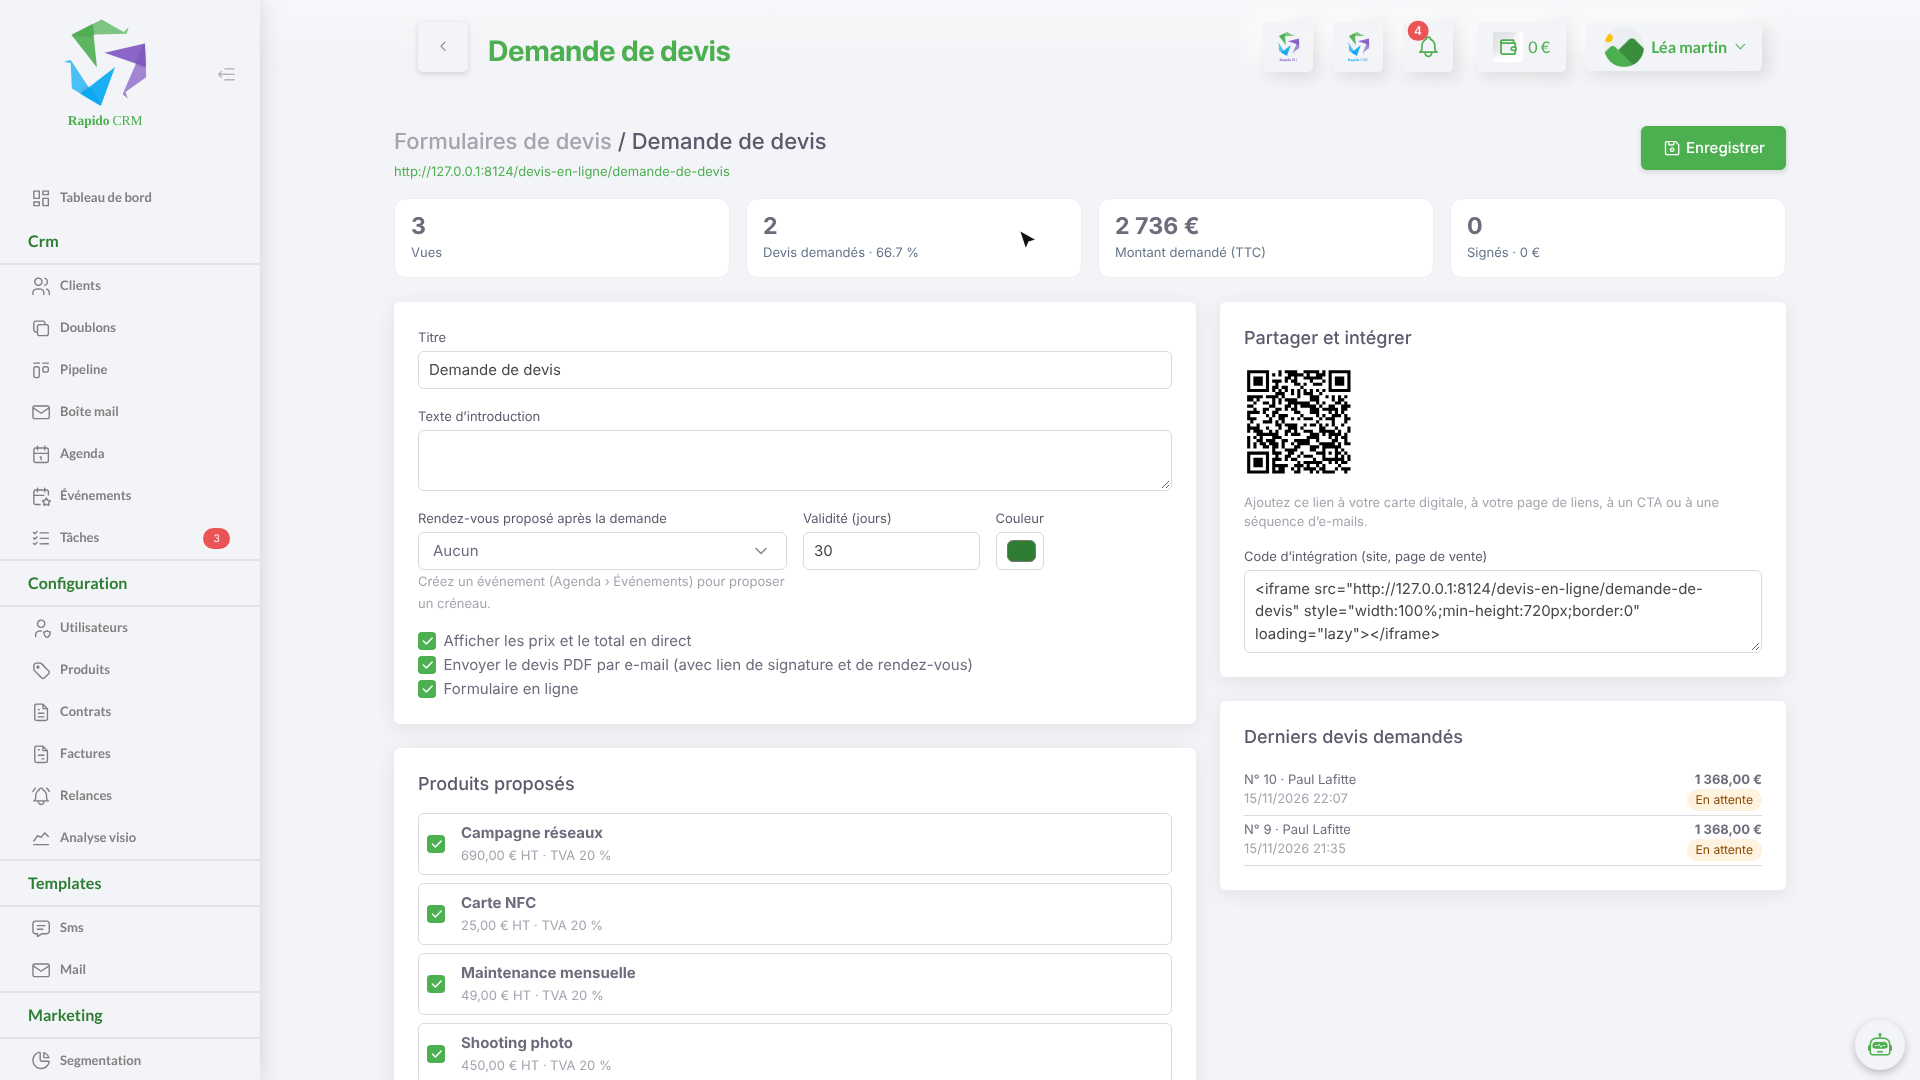 Rapido CRM
Tableau de bord
Crm
Clients
Doublons
Pipeline
Boîte mail
Agenda
Événements
Tâches
3
Configuration
Utilisateurs
Produits
Contrats
Factures
Relances
Analyse visio
Templates
Sms
Mail
Marketing
Segmentation
Demande de devis
4
0 €
Léa martin
Formulaires de devis / Demande de devis
http://127.0.0.1:8124/devis-en-ligne/demande-de-devis
Enregistrer
3
Vues
2
Devis demandés · 66.7 %
2 736 €
Montant demandé (TTC)
0
Signés · 0 €
Titre
Demande de devis
Texte d’introduction
Rendez-vous proposé après la demande
Aucun
Créez un événement (Agenda › Événements) pour proposer
un créneau.
Validité (jours)
30
Couleur
Afficher les prix et le total en direct
Envoyer le devis PDF par e-mail (avec lien de signature et de rendez-vous)
Formulaire en ligne
Produits proposés
Campagne réseaux
690,00 € HT · TVA 20 %
Carte NFC
25,00 € HT · TVA 20 %
Maintenance mensuelle
49,00 € HT · TVA 20 %
Shooting photo
450,00 € HT · TVA 20 %
Partager et intégrer
Ajoutez ce lien à votre carte digitale, à votre page de liens, à un CTA ou à une
séquence d’e-mails.
Code d’intégration (site, page de vente)
<iframe src="http://127.0.0.1:8124/devis-en-ligne/demande-de-
devis" style="width:100%;min-height:720px;border:0"
loading="lazy"></iframe>
Derniers devis demandés
N° 10 · Paul Lafitte
1 368,00 €
15/11/2026 22:07
En attente
N° 9 · Paul Lafitte
1 368,00 €
15/11/2026 21:35
En attente